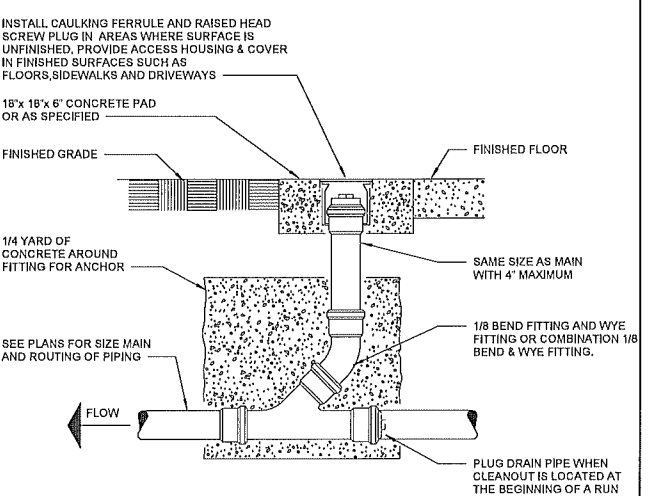 INSTALL CAULKING FERRULE AND RAISED HEAD
SCREW PLUG IN AREAS WHERE SURFACE IS
UNFINISHED. PROVIDE ACCESS HOUSING & COVER
IN FINISHED SURFACES SUCH AS
FLOORS,SIDEWALKS AND DRIVEWAYS
18"x 18"x 6" CONCRETE PAD
OR AS SPECIFIED
FINISHED GRADE
FINISHED FLOOR
1/4 YARD OF
CONCRETE AROUND
FITTING FOR ANCHOR
SAME SIZE AS MAIN
WITH 4" MAXIMUM
SEE PLANS FOR SIZE MAIN
AND ROUTING OF PIPING
1/8 BEND FITTING AND WYE
FITTING OR COMBINATION 1/8
BEND & WYE FITTING.
FLOW
PLUG DRAIN PIPE WHEN
CLEANOUT IS LOCATED AT
THE BEGINNING OF A RUN